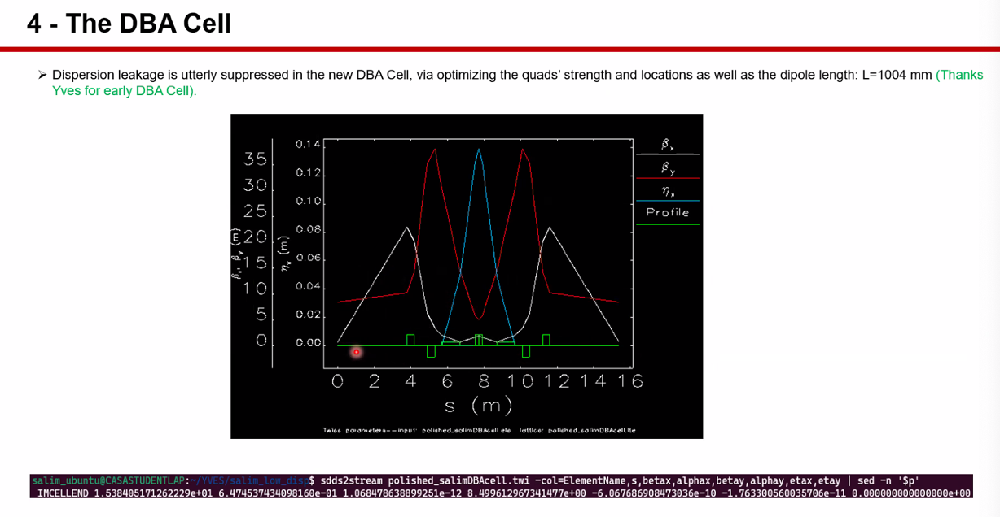 4 - The DBA Cell
➢ Dispersion leakage is utterly suppressed in the new DBA Cell, via optimizing the quads' strength and locations as well as the dipole length: L=1004 mm (Thanks
Yves for early DBA Cell).
βx
βy
ηx
Profile
35
30
25
20
15
10
5
0
βx, βy (m)
0.14
0.12
0.10
0.08
0.06
0.04
0.02
0.00
ηx (m)
0 2 4 6 8 10 12 14 16
s (m)
Twiss parameters--input: polished_salimDBAcell.ele lattice: polished_salimDBAcell.lte
salim_ubuntu@CASASTUDENTLAP:~/YVES/salim_low_disp$ sdds2stream polished_salimDBAcell.twi -col=ElementName,s,betax,alphax,betay,alphay,etax,etay | sed -n '$p'
IMCELLEND 1.538405171262229e+01 6.474537434098160e-01 1.068478638899251e-12 8.499612967341477e+00 -6.067686908473036e-10 -1.763300560035706e-11 0.000000000000000e+00